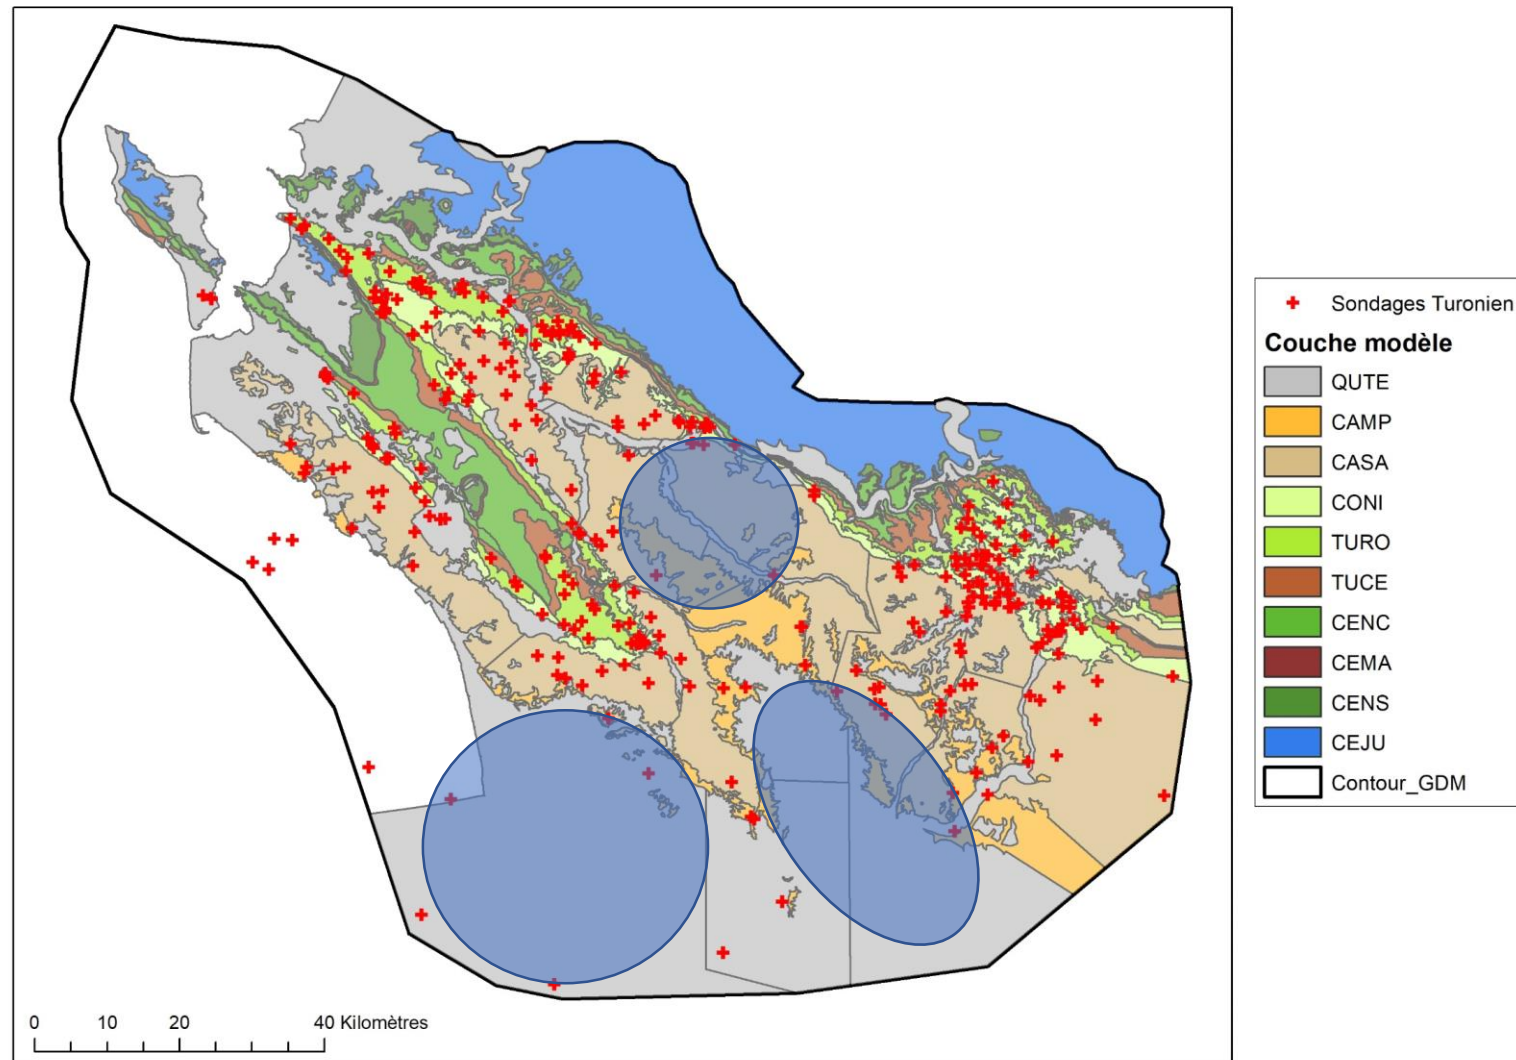 Sondages Turonien
Couche modèle
QUTE
CAMP
CASA
CONI
TURO
TUCE
CENC
CEMA
CENS
CEJU
Contour_GDM
0 10 20 40 Kilomètres